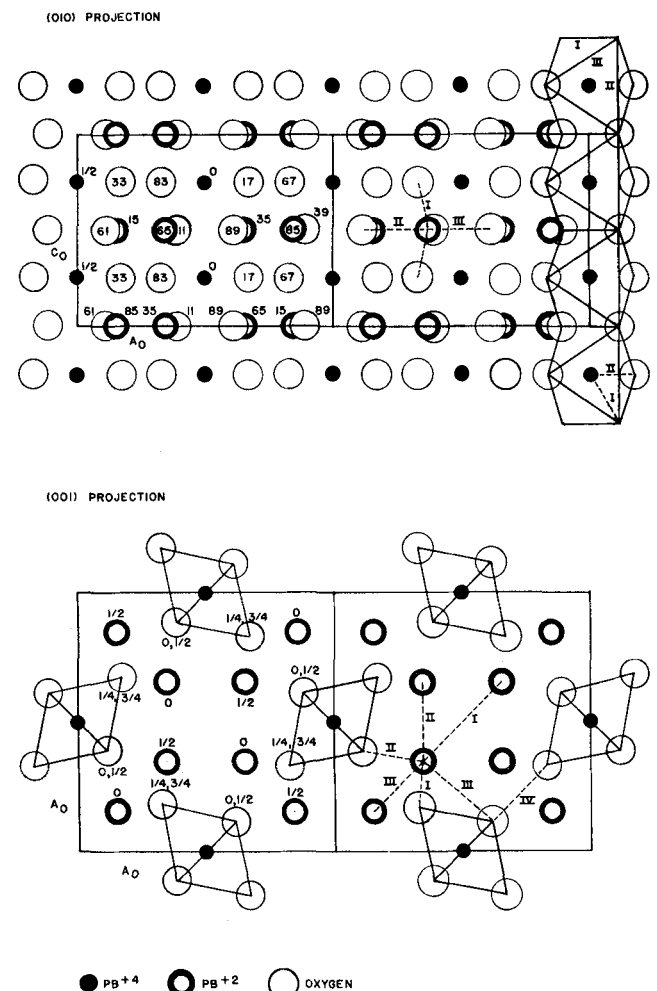 (010) PROJECTION
I
III
II
1/2
33
83
0
17
67
I
61
15
65
11
89
35
85
39
II
III
C0
1/2
33
83
0
17
67
61
85 35
11
89
65
15
89
A0
II
I
(001) PROJECTION
1/2
1/4, 3/4
0
0, 1/2
1/4, 3/4
0
1/2
0, 1/2
II
I
1/2
0
1/4, 3/4
II
0, 1/2
1/4, 3/4
0, 1/2
1/2
III
I
III
IV
0
A0
A0
PB+4
PB+2
OXYGEN